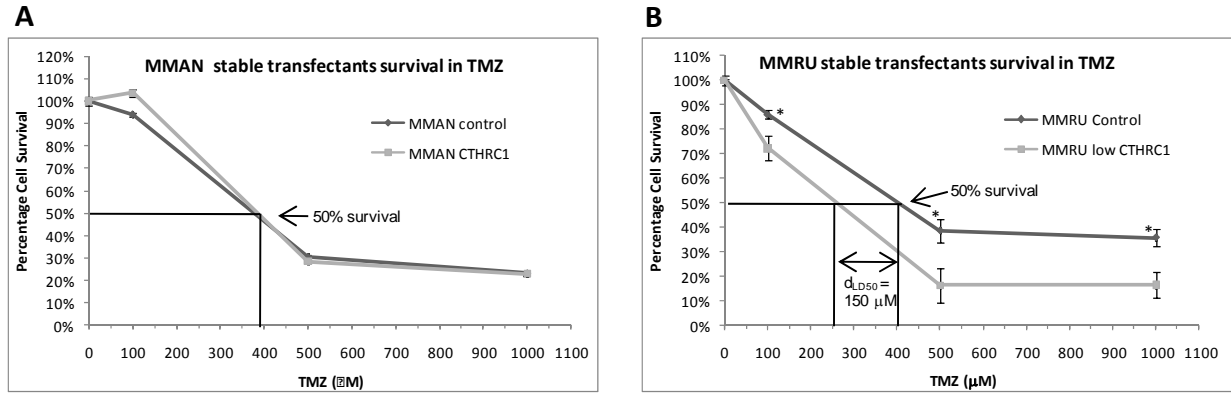 A
MMAN stable transfectants survival in TMZ
Percentage Cell Survival
120%
110%
100%
90%
80%
70%
60%
50%
40%
30%
20%
10%
0%
MMAN control
MMAN CTHRC1
50% survival
0 100 200 300 400 500 600 700 800 900 1000 1100
TMZ (�M)
B
MMRU stable transfectants survival in TMZ
Percentage Cell Survival
110%
100%
90%
80%
70%
60%
50%
40%
30%
20%
10%
0%
*
MMRU Control
MMRU low CTHRC1
50% survival
*
*
dLD50 =
150 µM
0 100 200 300 400 500 600 700 800 900 1000 1100
TMZ (µM)